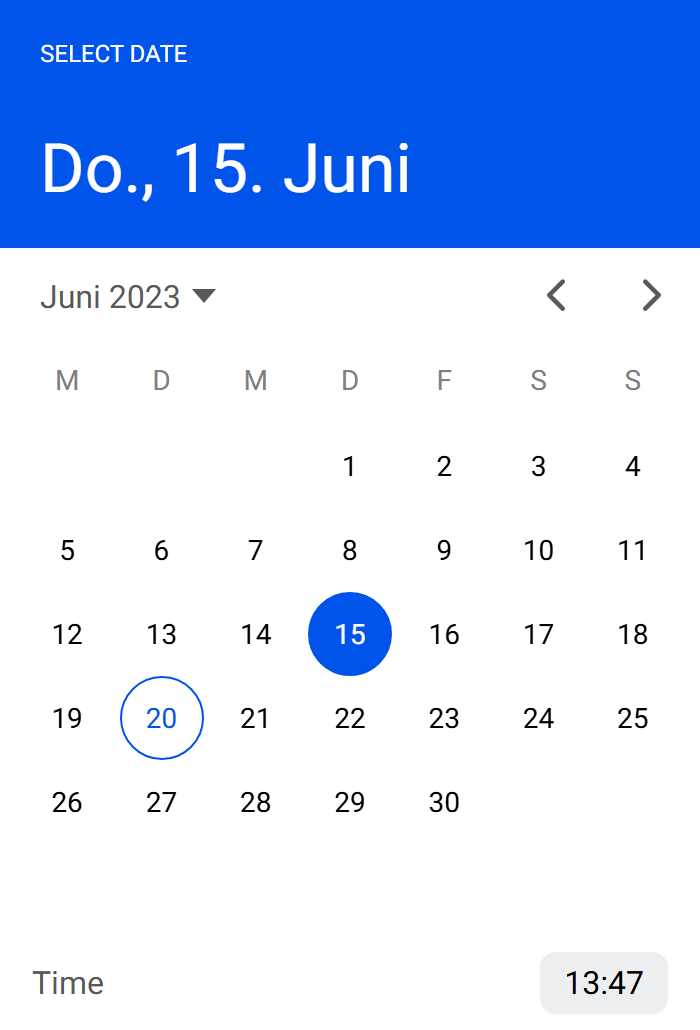 SELECT DATE
Do., 15. Juni
Juni 2023
M D M D F S S
1 2 3 4
5 6 7 8 9 10 11
12 13 14 15 16 17 18
19 20 21 22 23 24 25
26 27 28 29 30
Time 13:47